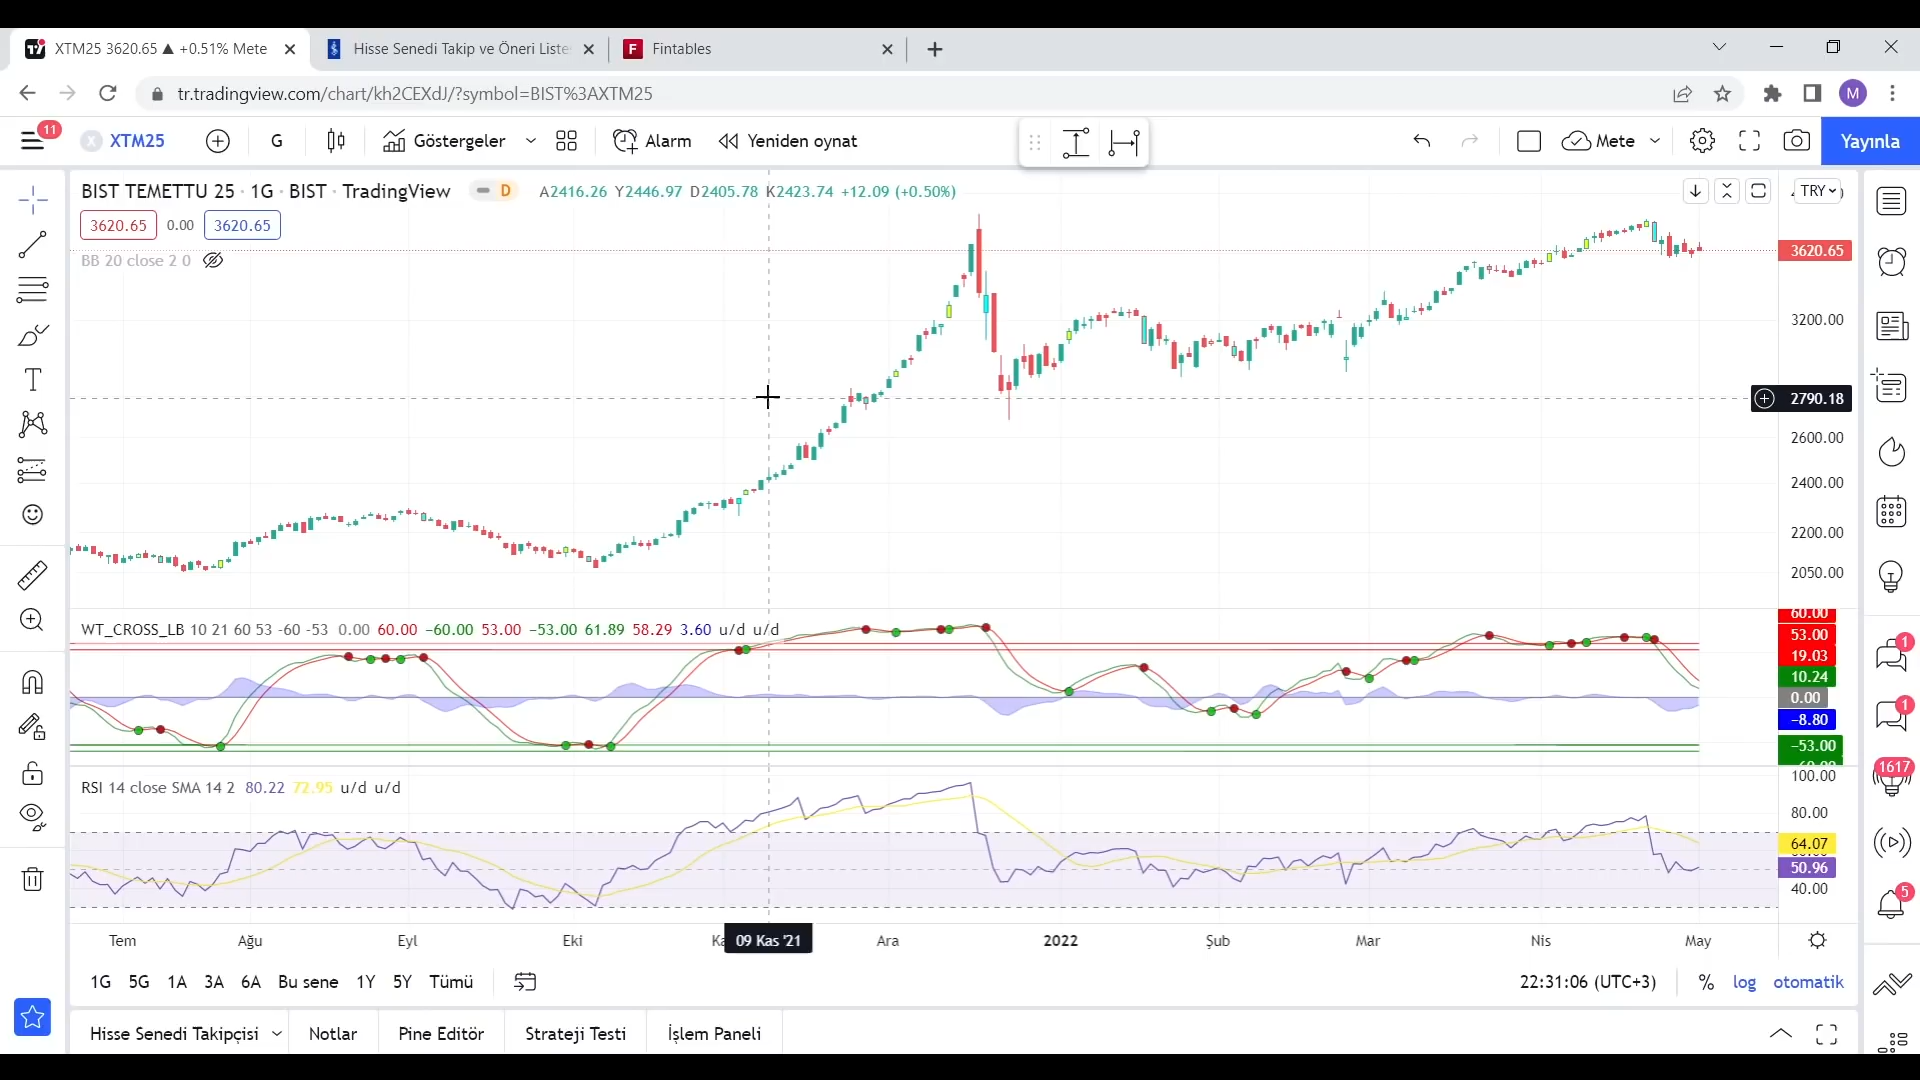 XTM25 3620.65 ▲ +0.51% Mete
Hisse Senedi Takip ve Öneri Liste
Fintables
tr.tradingview.com/chart/kh2CEXdJ/?symbol=BIST%3AXTM25
M
11
XTM25
G
Göstergeler
Alarm
Yeniden oynat
Mete
Yayınla
BIST TEMETTU 25 · 1G · BIST · TradingView
D
A2416.26 Y2446.97 D2405.78 K2423.74 +12.09 (+0.50%)
TRY
3620.65 0.00 3620.65
BB 20 close 2 0
3620.65
3200.00
2790.18
2600.00
2400.00
2200.00
2050.00
WT_CROSS_LB 10 21 60 53 -60 -53 0.00 60.00 −60.00 53.00 −53.00 61.89 58.29 3.60 u/d u/d
60.00
53.00
19.03
10.24
0.00
−8.80
−53.00
RSI 14 close SMA 14 2 80.22 72.95 u/d u/d
100.00
80.00
64.07
50.96
40.00
1
1
1617
5
Tem Ağu Eyl Eki 09 Kas '21 Ara 2022 Şub Mar Nis May
1G 5G 1A 3A 6A Bu sene 1Y 5Y Tümü
22:31:06 (UTC+3) % log otomatik
Hisse Senedi Takipçisi Notlar Pine Editör Strateji Testi İşlem Paneli